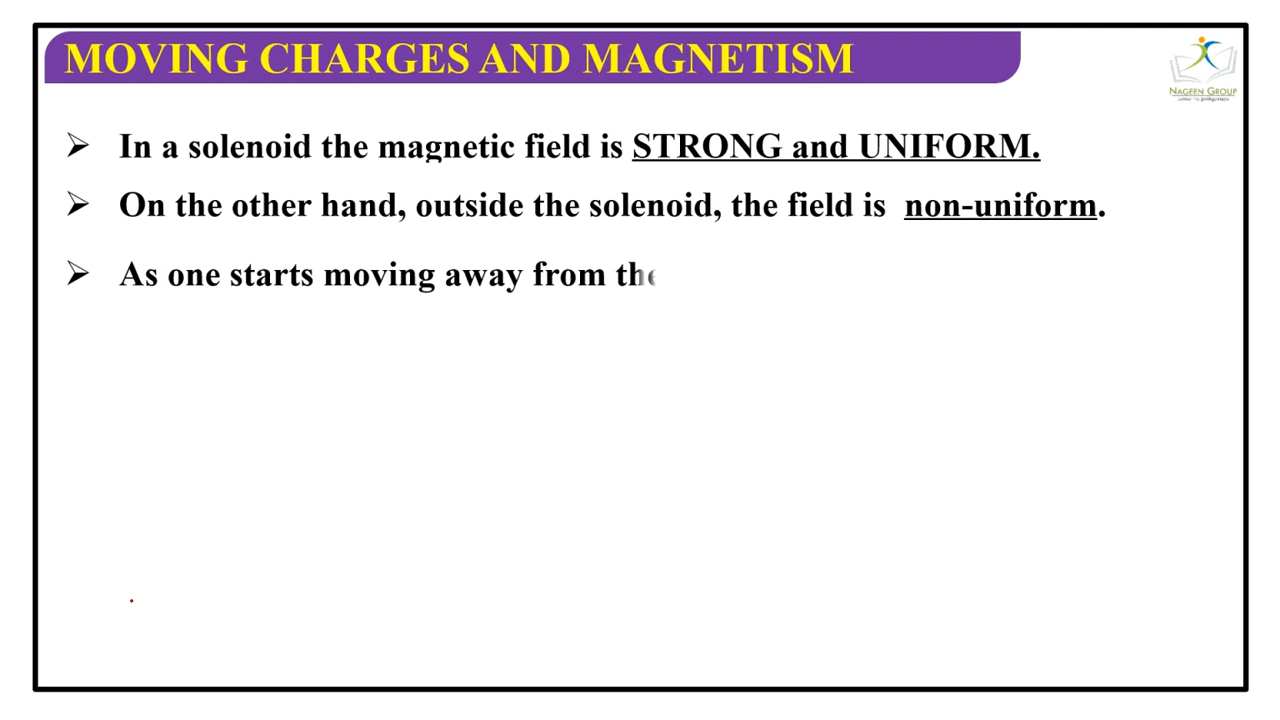 MOVING CHARGES AND MAGNETISM
NAGEEN GROUP
➢ In a solenoid the magnetic field is STRONG and UNIFORM.
➢ On the other hand, outside the solenoid, the field is non-uniform.
➢ As one starts moving away from the